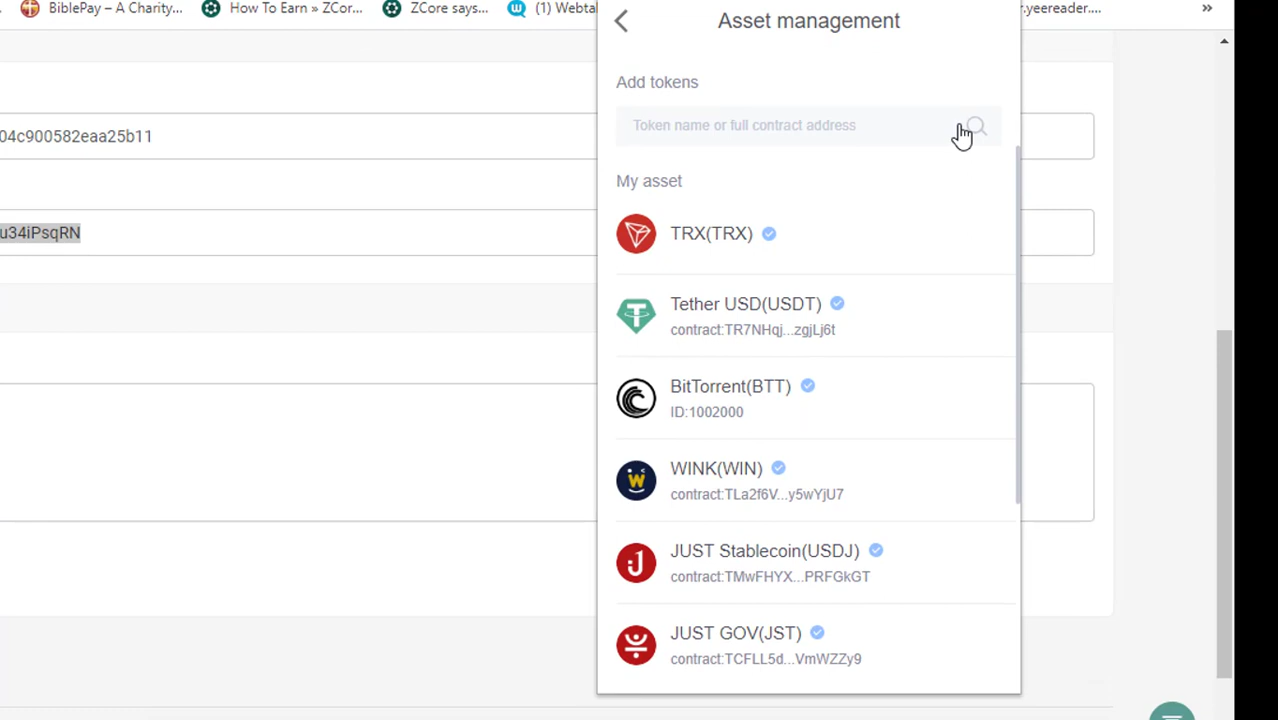 BiblePay – A Charity...
How To Earn » ZCor...
ZCore says...
(1) Webtal
r.yeereader....
»
Asset management
Add tokens
04c900582eaa25b11
Token name or full contract address
My asset
u34iPsqRN
TRX(TRX)
Tether USD(USDT)
contract:TR7NHqj...zgjLj6t
BitTorrent(BTT)
ID:1002000
WINK(WIN)
contract:TLa2f6V...y5wYjU7
JUST Stablecoin(USDJ)
contract:TMwFHYX...PRFGkGT
JUST GOV(JST)
contract:TCFLL5d...VmWZZy9